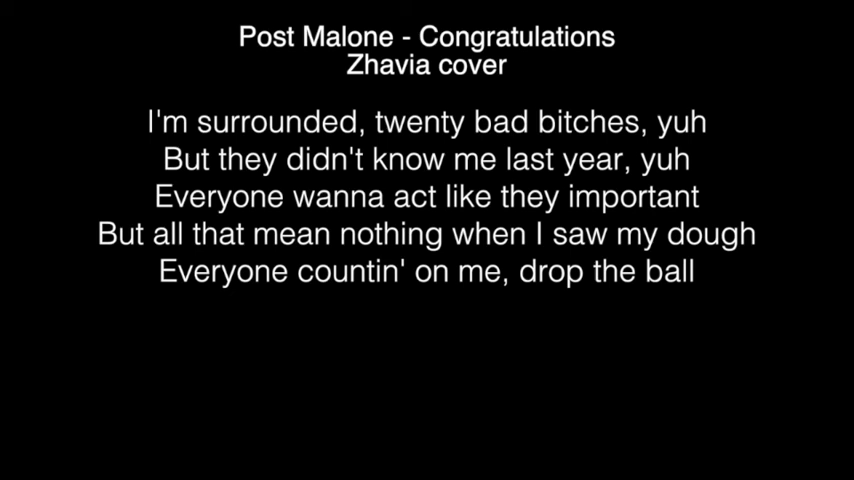 Post Malone - Congratulations
Zhavia cover
I'm surrounded, twenty bad bitches, yuh
But they didn't know me last year, yuh
Everyone wanna act like they important
But all that mean nothing when I saw my dough
Everyone countin' on me, drop the ball